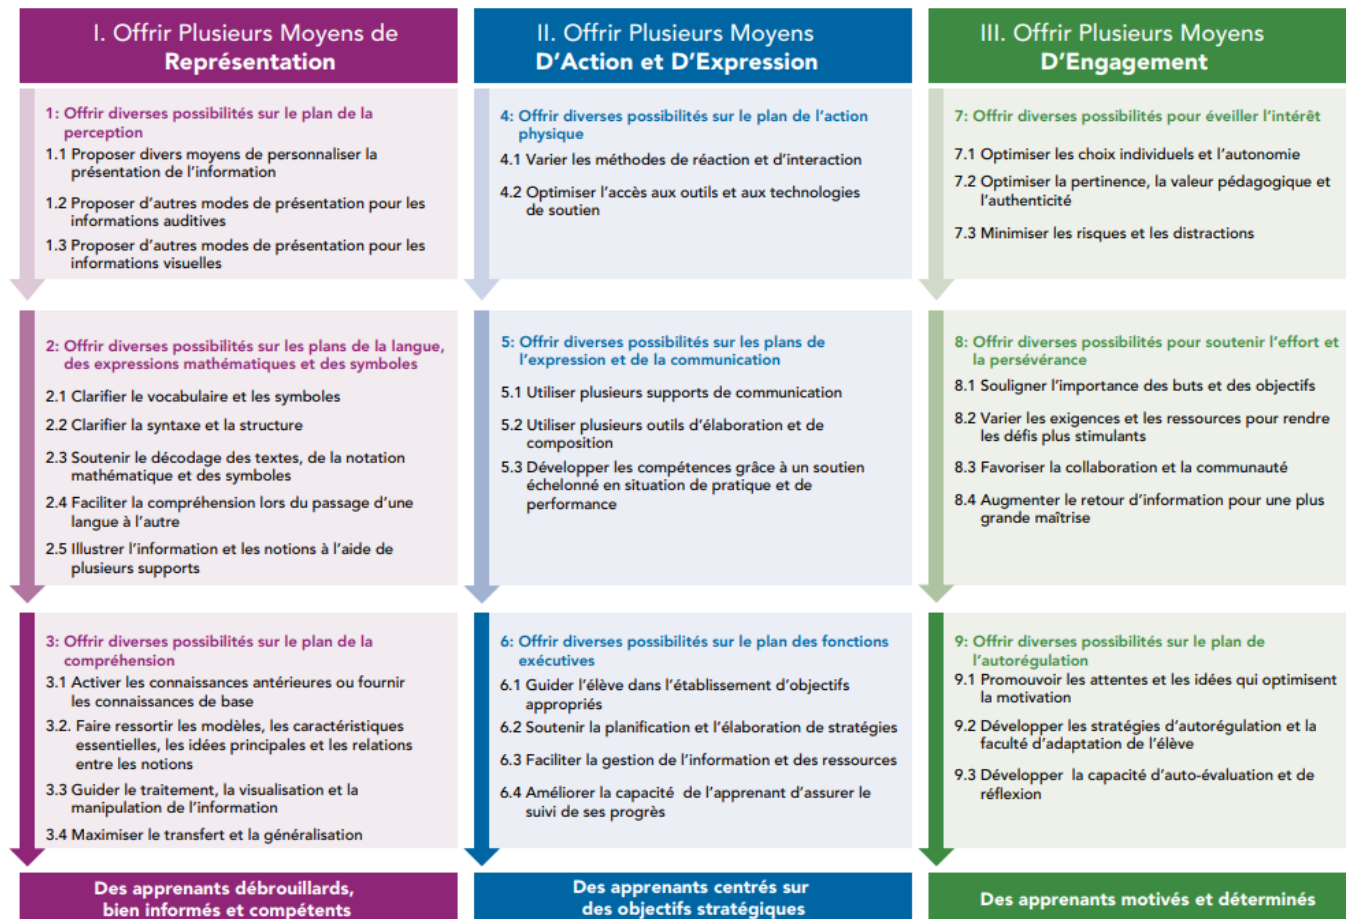 I. Offrir Plusieurs Moyens de
Représentation
1: Offrir diverses possibilités sur le plan de la
perception
1.1 Proposer divers moyens de personnaliser la
présentation de l'information
1.2 Proposer d'autres modes de présentation pour les
informations auditives
1.3 Proposer d'autres modes de présentation pour les
informations visuelles
2: Offrir diverses possibilités sur les plans de la langue,
des expressions mathématiques et des symboles
2.1 Clarifier le vocabulaire et les symboles
2.2 Clarifier la syntaxe et la structure
2.3 Soutenir le décodage des textes, de la notation
mathématique et des symboles
2.4 Faciliter la compréhension lors du passage d'une
langue à l'autre
2.5 Illustrer l'information et les notions à l'aide de
plusieurs supports
3: Offrir diverses possibilités sur le plan de la
compréhension
3.1 Activer les connaissances antérieures ou fournir
les connaissances de base
3.2. Faire ressortir les modèles, les caractéristiques
essentielles, les idées principales et les relations
entre les notions
3.3 Guider le traitement, la visualisation et la
manipulation de l'information
3.4 Maximiser le transfert et la généralisation
Des apprenants débrouillards,
bien informés et compétents
II. Offrir Plusieurs Moyens
D'Action et D'Expression
4: Offrir diverses possibilités sur le plan de l'action
physique
4.1 Varier les méthodes de réaction et d'interaction
4.2 Optimiser l'accès aux outils et aux technologies
de soutien
5: Offrir diverses possibilités sur les plans de
l'expression et de la communication
5.1 Utiliser plusieurs supports de communication
5.2 Utiliser plusieurs outils d'élaboration et de
composition
5.3 Développer les compétences grâce à un soutien
échelonné en situation de pratique et de
performance
6: Offrir diverses possibilités sur le plan des fonctions
exécutives
6.1 Guider l'élève dans l'établissement d'objectifs
appropriés
6.2 Soutenir la planification et l'élaboration de stratégies
6.3 Faciliter la gestion de l'information et des ressources
6.4 Améliorer la capacité de l'apprenant d'assurer le
suivi de ses progrès
Des apprenants centrés sur
des objectifs stratégiques
III. Offrir Plusieurs Moyens
D'Engagement
7: Offrir diverses possibilités pour éveiller l'intérêt
7.1 Optimiser les choix individuels et l'autonomie
7.2 Optimiser la pertinence, la valeur pédagogique et
l'authenticité
7.3 Minimiser les risques et les distractions
8: Offrir diverses possibilités pour soutenir l'effort et
la persévérance
8.1 Souligner l'importance des buts et des objectifs
8.2 Varier les exigences et les ressources pour rendre
les défis plus stimulants
8.3 Favoriser la collaboration et la communauté
8.4 Augmenter le retour d'information pour une plus
grande maîtrise
9: Offrir diverses possibilités sur le plan de
l'autorégulation
9.1 Promouvoir les attentes et les idées qui optimisent
la motivation
9.2 Développer les stratégies d'autorégulation et la
faculté d'adaptation de l'élève
9.3 Développer la capacité d'auto-évaluation et de
réflexion
Des apprenants motivés et déterminés